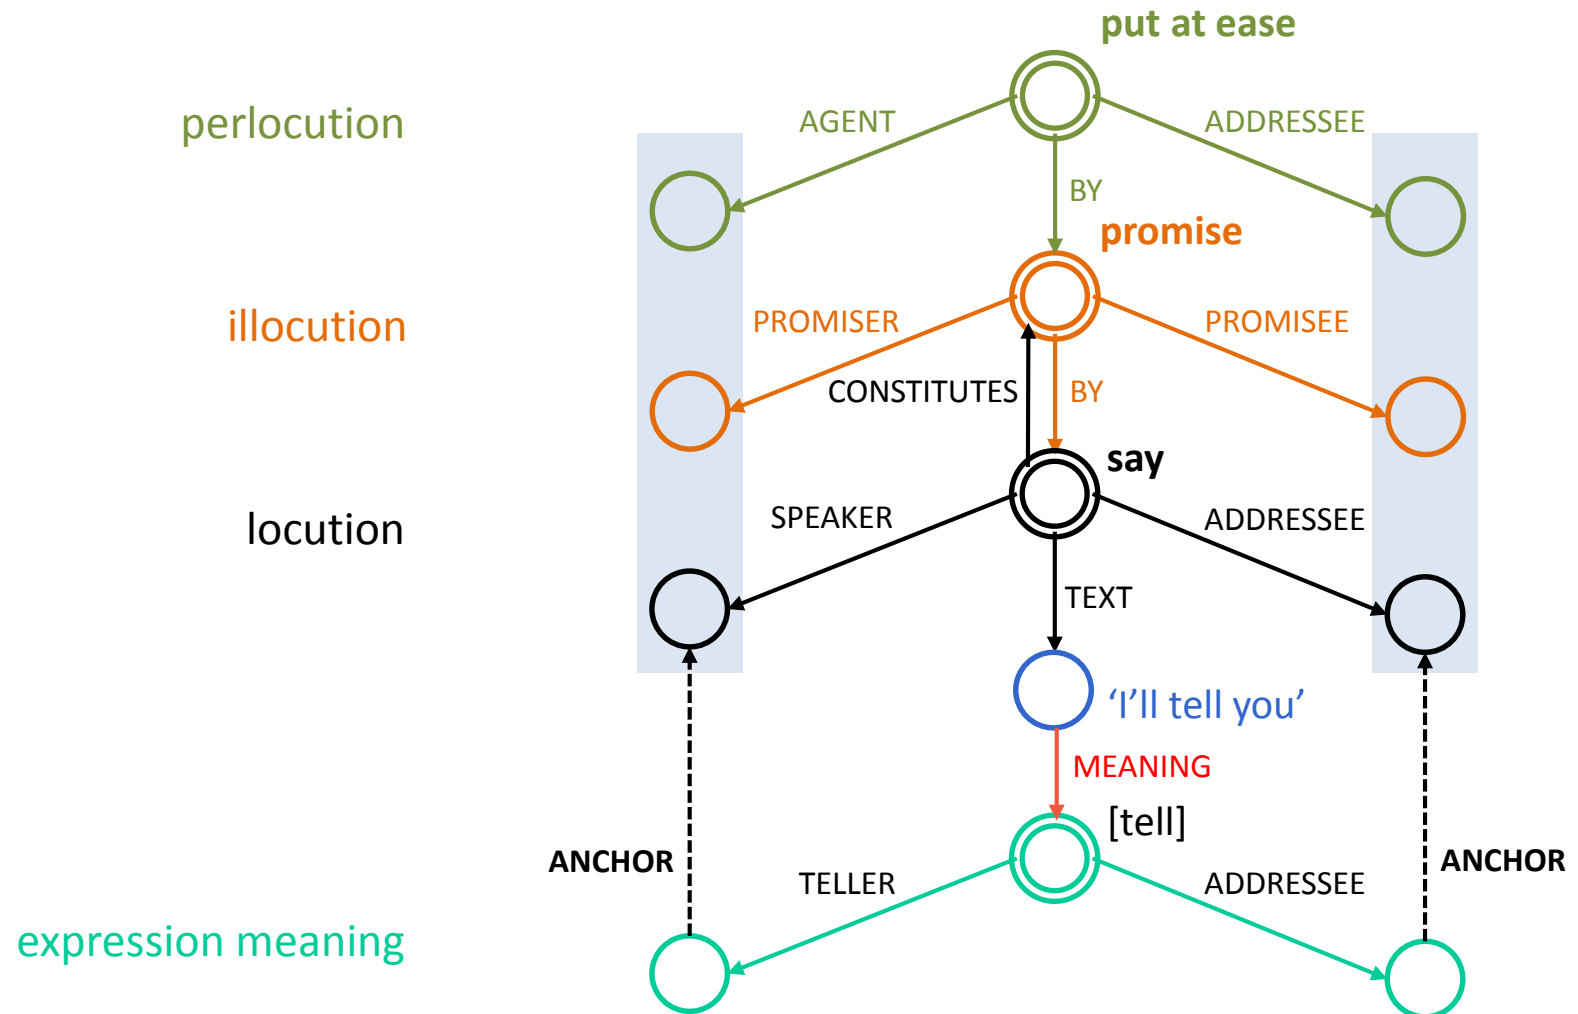 put at ease
perlocution
AGENT
ADDRESSEE
BY
promise
illocution
PROMISER
PROMISEE
CONSTITUTES
BY
say
locution
SPEAKER
ADDRESSEE
TEXT
‘I’ll tell you’
MEANING
[tell]
ANCHOR
ANCHOR
TELLER
ADDRESSEE
expression meaning